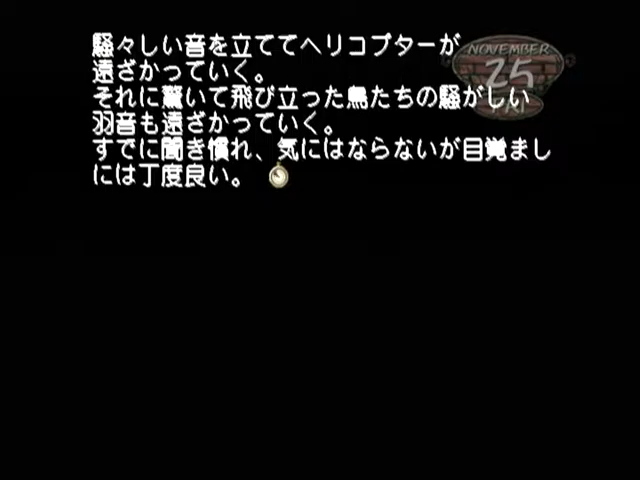 騒々しい音を立ててヘリコプターが
遠ざかっていく。
それに驚いて飛び立った鳥たちの騒がしい
羽音も遠ざかっていく。
すでに聞き慣れ、気にはならないが目覚まし
には丁度良い。
NOVEMBER
25